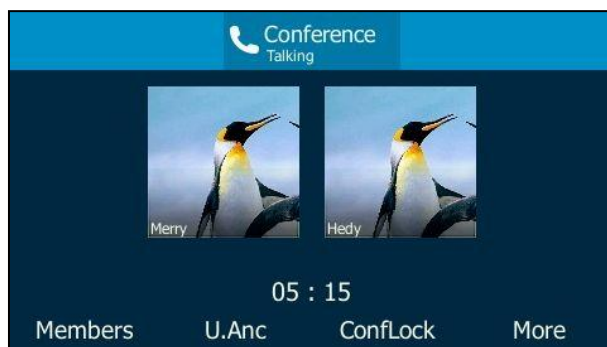 Conference
Talking
Merry Hedy
05 : 15
Members U.Anc ConfLock More